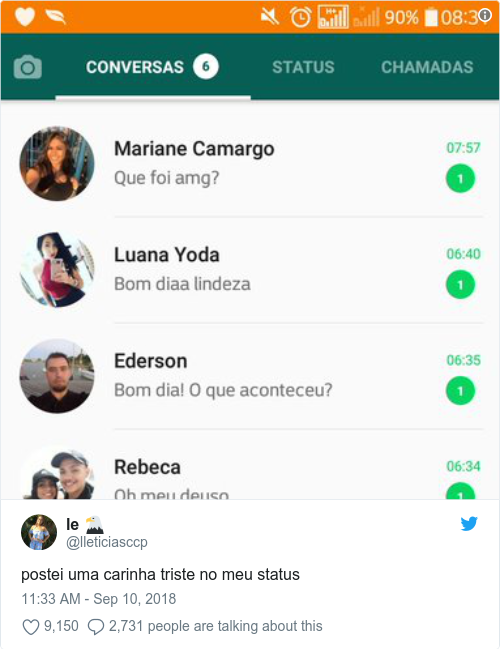 90% 08:3
CONVERSAS 6 STATUS CHAMADAS
Mariane Camargo 07:57
Que foi amg? 1
Luana Yoda 06:40
Bom diaa lindeza 1
Ederson 06:35
Bom dia! O que aconteceu? 1
Rebeca 06:34
Oh meu deuso 1
le 🦅
@lleticiasccp
postei uma carinha triste no meu status
11:33 AM - Sep 10, 2018
9,150 2,731 people are talking about this